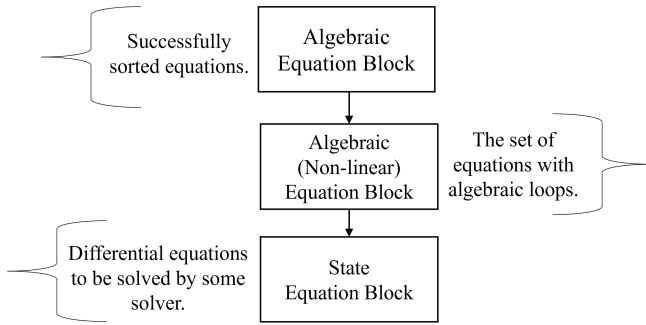 Successfully
sorted equations.
Algebraic
Equation Block
Algebraic
(Non-linear)
Equation Block
The set of
equations with
algebraic loops.
Differential equations
to be solved by some
solver.
State
Equation Block